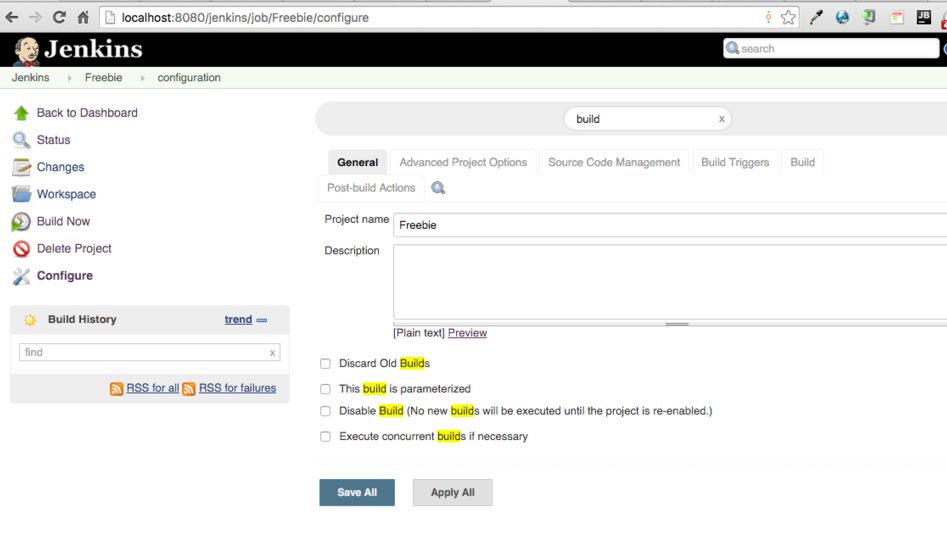 localhost:8080/jenkins/job/Freebie/configure
JB
Jenkins
search
Jenkins Freebie configuration
Back to Dashboard
Status
Changes
Workspace
Build Now
Delete Project
Configure
Build History trend
find x
RSS for all RSS for failures
build x
General Advanced Project Options Source Code Management Build Triggers Build
Post-build Actions
Project name Freebie
Description
[Plain text] Preview
Discard Old Builds
This build is parameterized
Disable Build (No new builds will be executed until the project is re-enabled.)
Execute concurrent builds if necessary
Save All Apply All